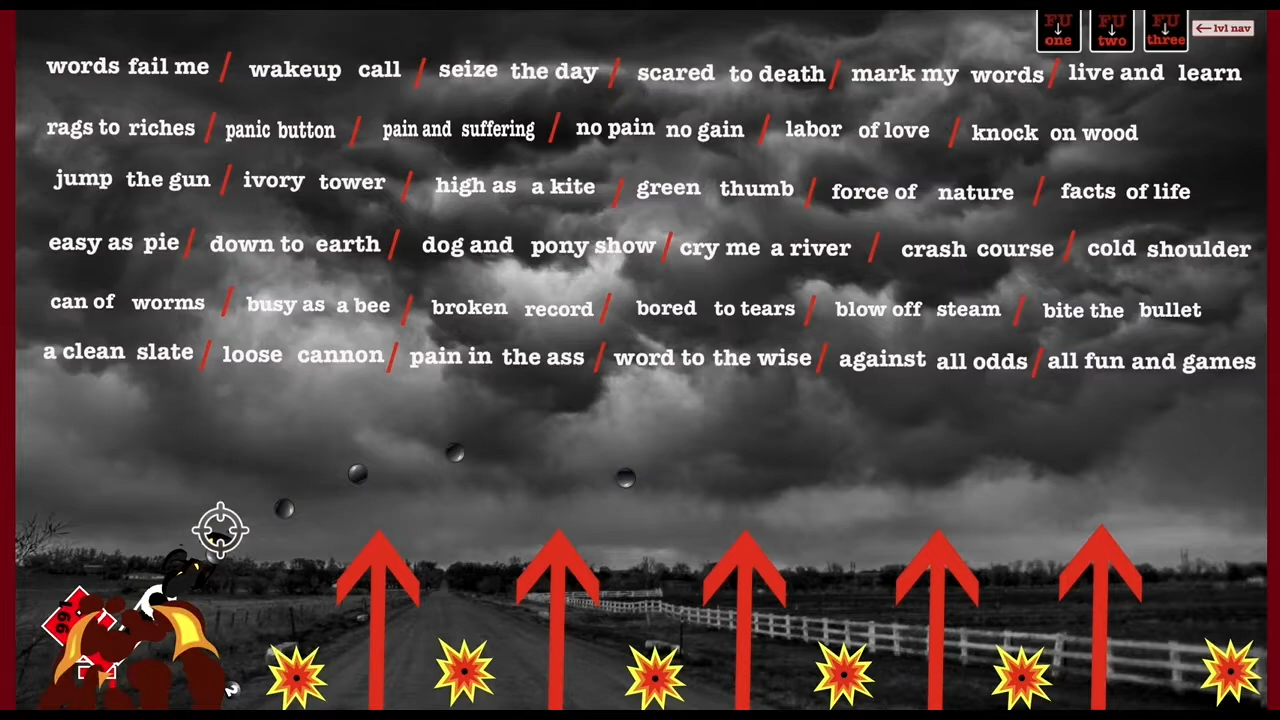 FU FU FU
one two three ←lvl nav
words fail me / wakeup call / seize the day / scared to death / mark my words / live and learn
rags to riches / panic button / pain and suffering / no pain no gain / labor of love / knock on wood
jump the gun / ivory tower / high as a kite / green thumb / force of nature / facts of life
easy as pie / down to earth / dog and pony show / cry me a river / crash course / cold shoulder
can of worms / busy as a bee / broken record / bored to tears / blow off steam / bite the bullet
a clean slate / loose cannon / pain in the ass / word to the wise / against all odds / all fun and games